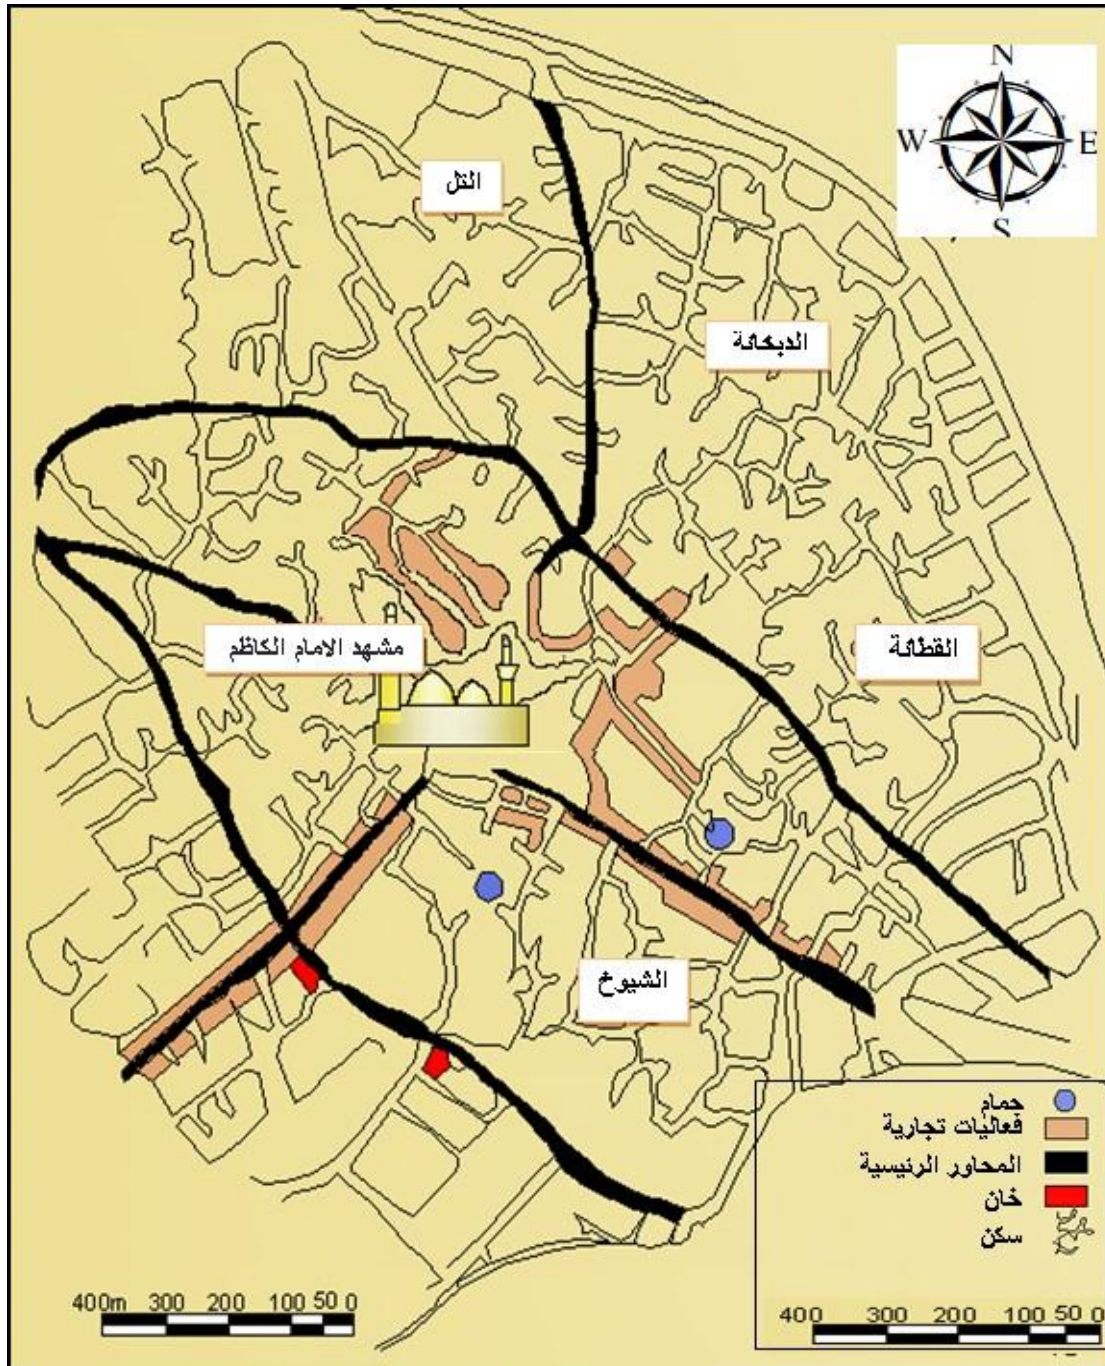 N
W E
S
التل
الدبخانة
مشهد الامام الكاظم
القطانة
الشيوخ
حمام
فعاليات تجارية
المحاور الرئيسية
خان
سكن
400m 300 200 100 50 0
400 300 200 100 50 0